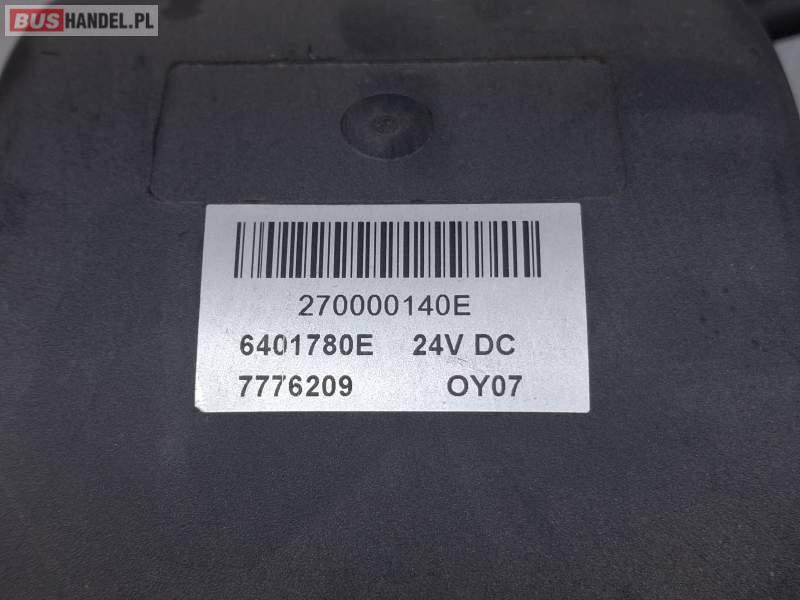 BUSHANDEL.PL
270000140E
6401780E 24V DC
7776209 OY07